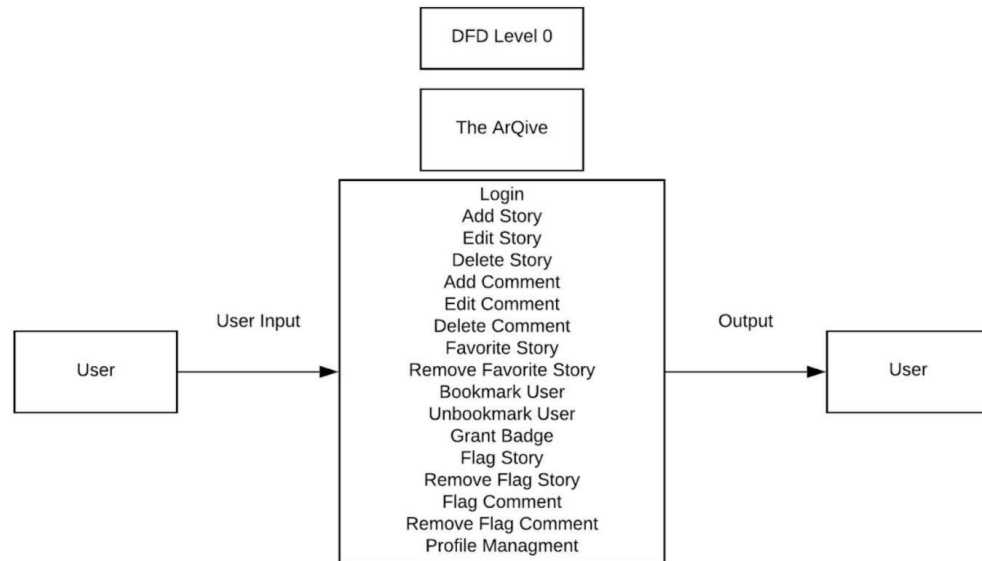 DFD Level 0
The ArQive
Login
Add Story
Edit Story
Delete Story
Add Comment
Edit Comment
Delete Comment
Favorite Story
Remove Favorite Story
Bookmark User
Unbookmark User
Grant Badge
Flag Story
Remove Flag Story
Flag Comment
Remove Flag Comment
Profile Managment
User Input
User
Output
User